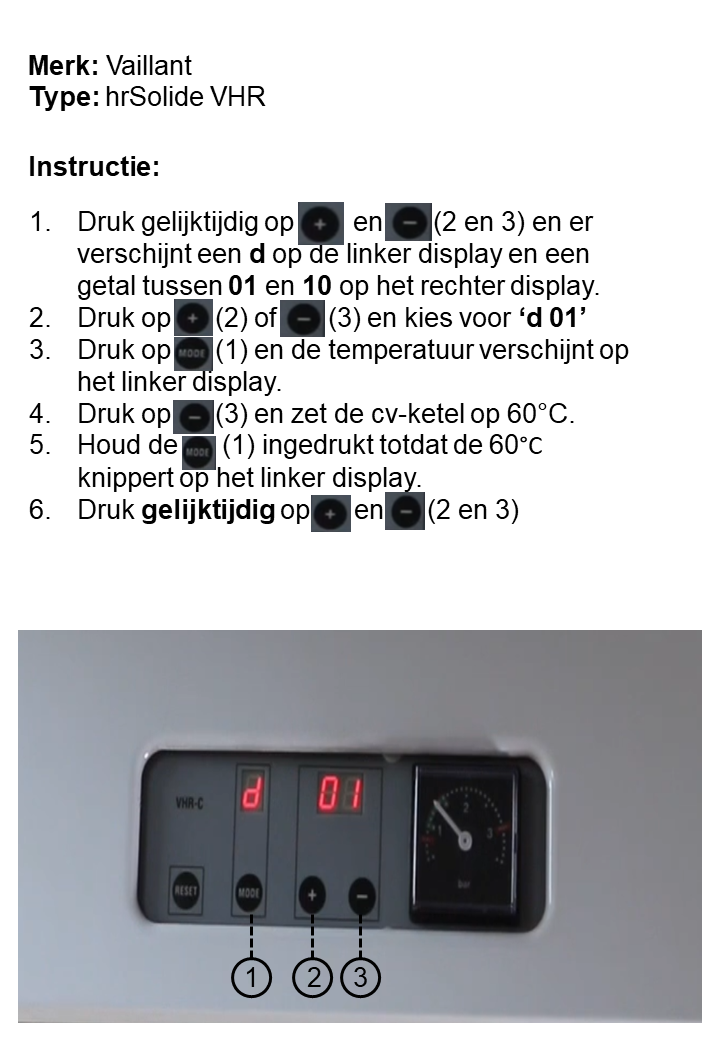 Merk: Vaillant
Type: hrSolide VHR
Instructie:
1. Druk gelijktijdig op + en − (2 en 3) en er
verschijnt een d op de linker display en een
getal tussen 01 en 10 op het rechter display.
2. Druk op + (2) of − (3) en kies voor ‘d 01’
3. Druk op MODE (1) en de temperatuur verschijnt op
het linker display.
4. Druk op − (3) en zet de cv-ketel op 60°C.
5. Houd de MODE (1) ingedrukt totdat de 60°C
knippert op het linker display.
6. Druk gelijktijdig op + en − (2 en 3)
VHR-C
d
01
1
2
3
bar
RESET
MODE
+
−
1
2
3